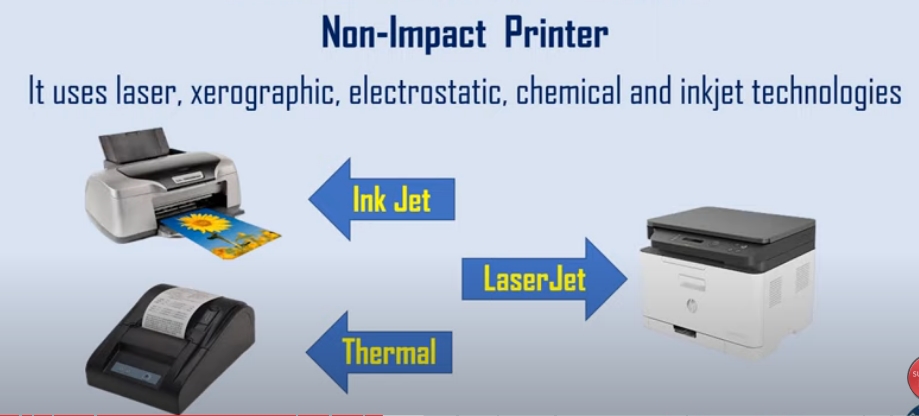 Non-Impact Printer
It uses laser, xerographic, electrostatic, chemical and inkjet technologies
Ink Jet
LaserJet
Thermal